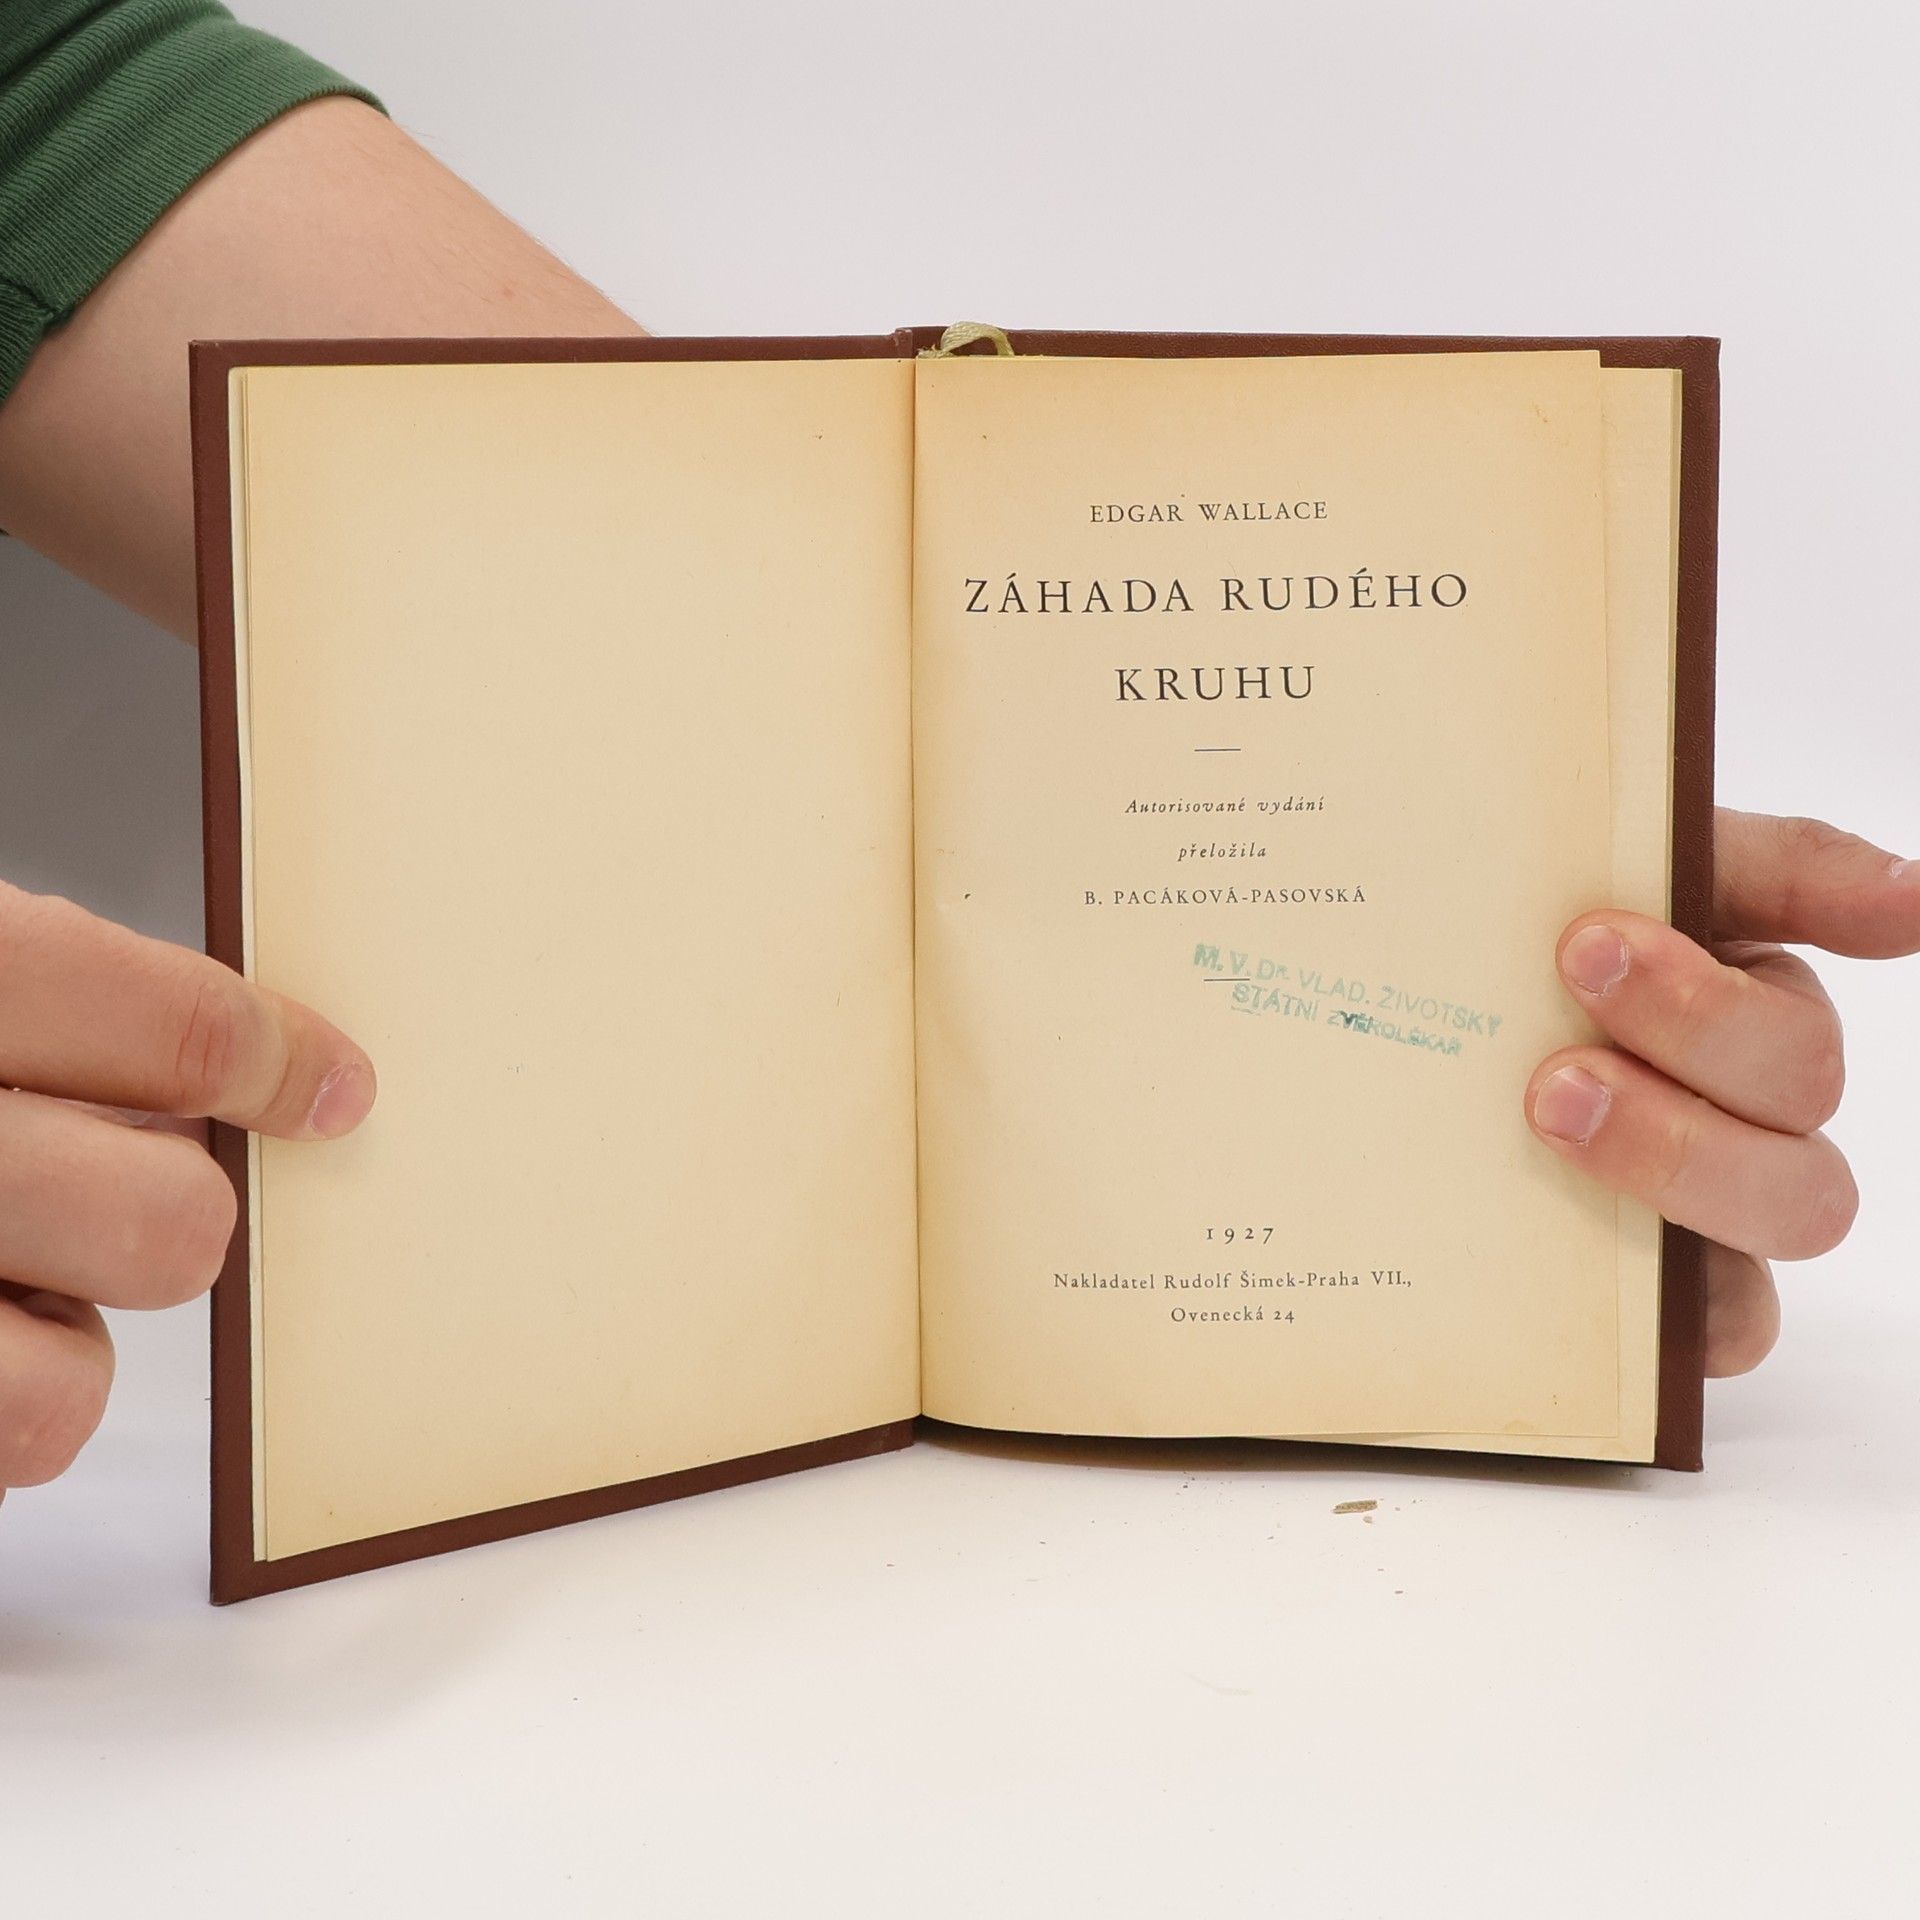 EDGAR WALLACE
ZÁHADA RUDÉHO
KRUHU
Autorisované vydání
přeložila
B. PACÁKOVÁ-PASOVSKÁ
M. V. Dr. VLAD. ŽIVOTSKÝ
STÁTNÍ ZVĚROLÉKAŘ
1927
Nakladatel Rudolf Šimek-Praha VII.,
Ovenecká 24